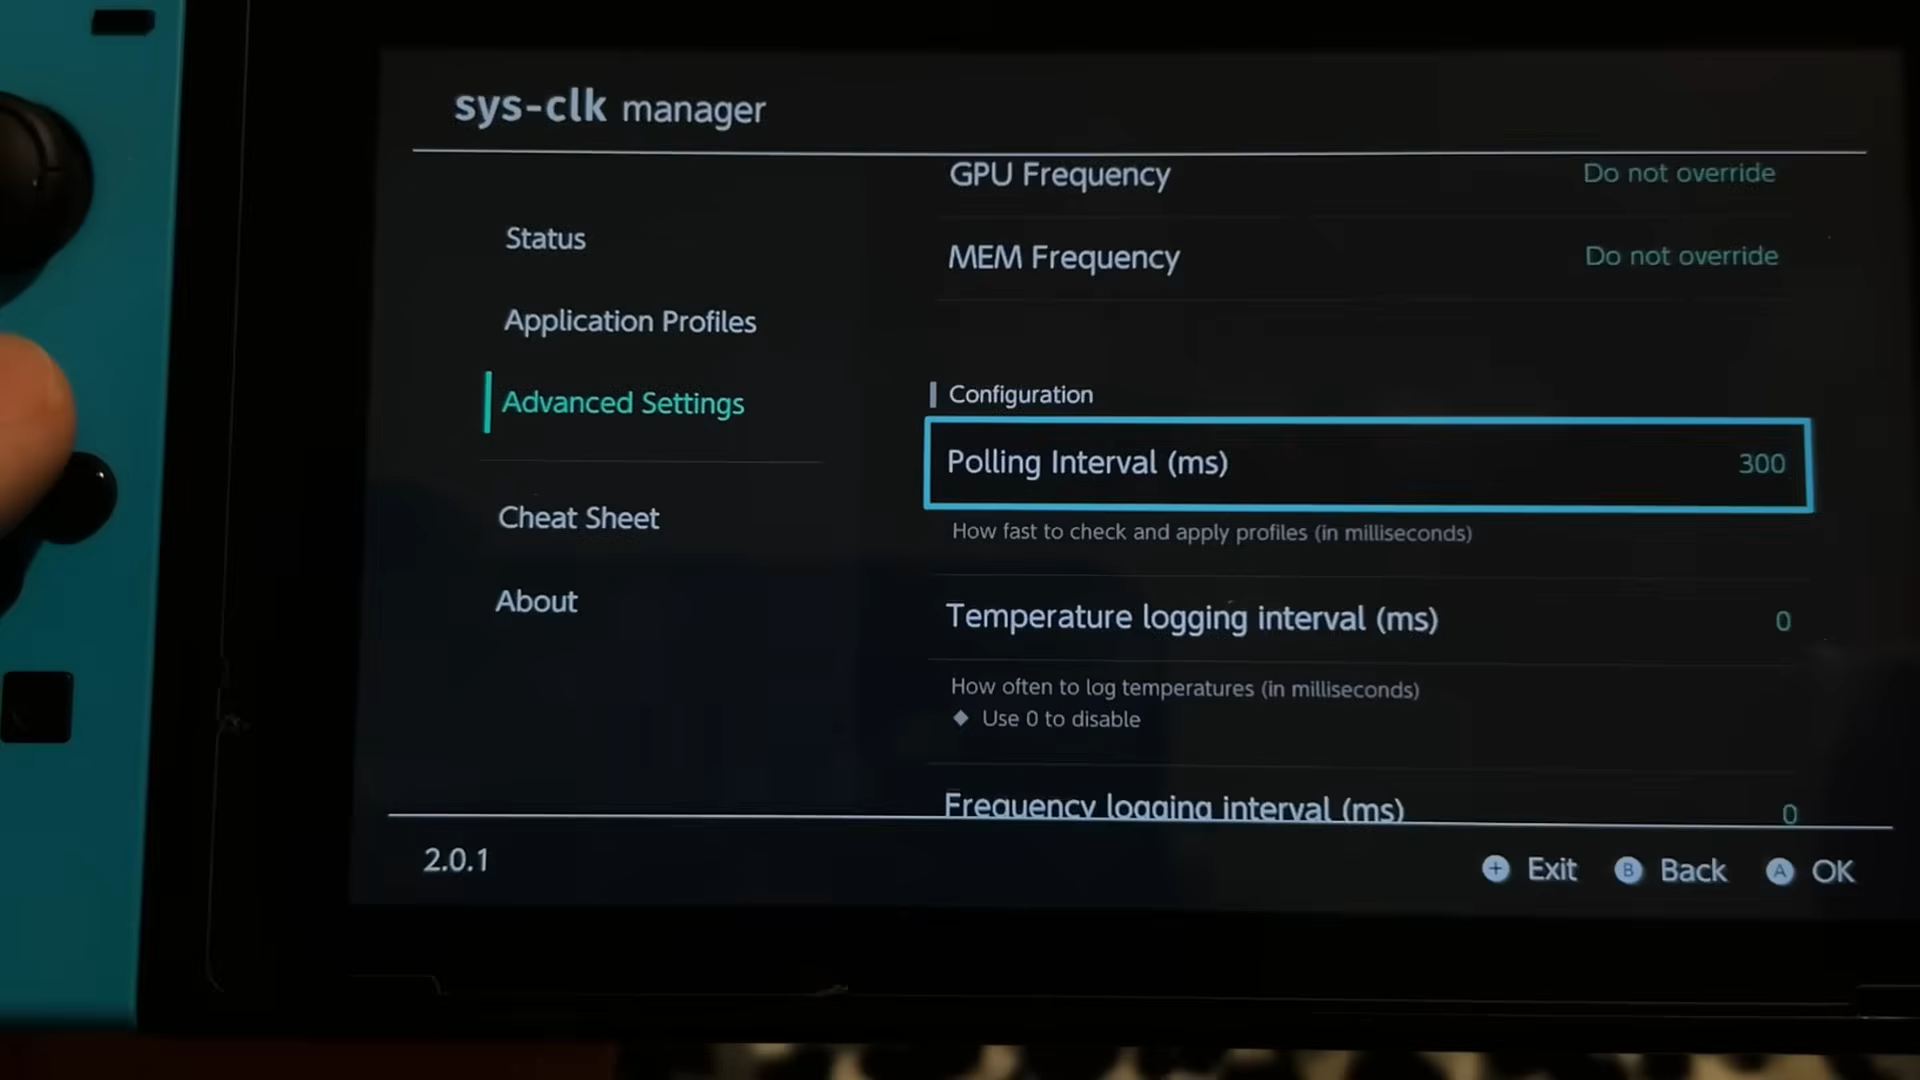 sys-clk manager
Status
Application Profiles
Advanced Settings
Cheat Sheet
About
GPU Frequency Do not override
MEM Frequency Do not override
Configuration
Polling Interval (ms) 300
How fast to check and apply profiles (in milliseconds)
Temperature logging interval (ms) 0
How often to log temperatures (in milliseconds)
◆ Use 0 to disable
Frequency logging interval (ms) 0
2.0.1
+ Exit B Back A OK